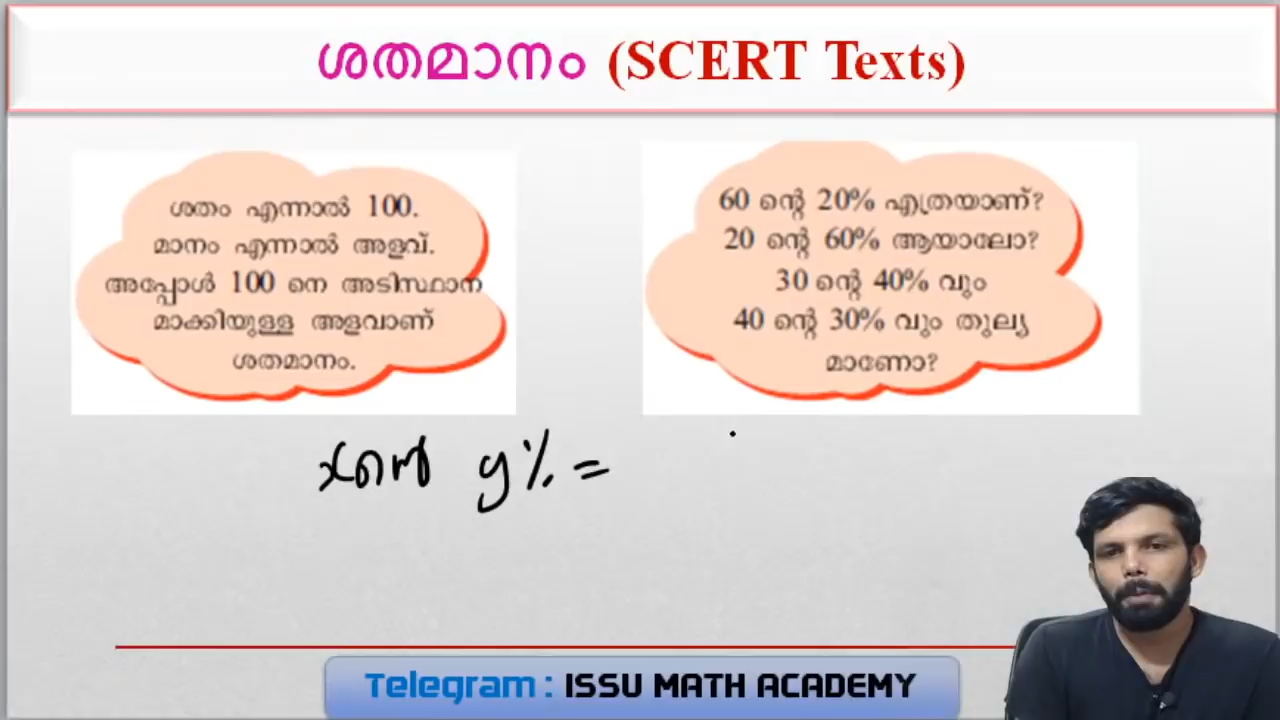 ശതമാനം (SCERT Texts)
ശതം എന്നാൽ 100.
മാനം എന്നാൽ അളവ്.
അപ്പോൾ 100 നെ അടിസ്ഥാന
മാക്കിയുള്ള അളവാണ്
ശതമാനം.
60 ന്റെ 20% എത്രയാണ്?
20 ന്റെ 60% ആയാലോ?
30 ന്റെ 40% വും
40 ന്റെ 30% വും തുല്യ
മാണോ?
xന്റെ y% =
Telegram : ISSU MATH ACADEMY